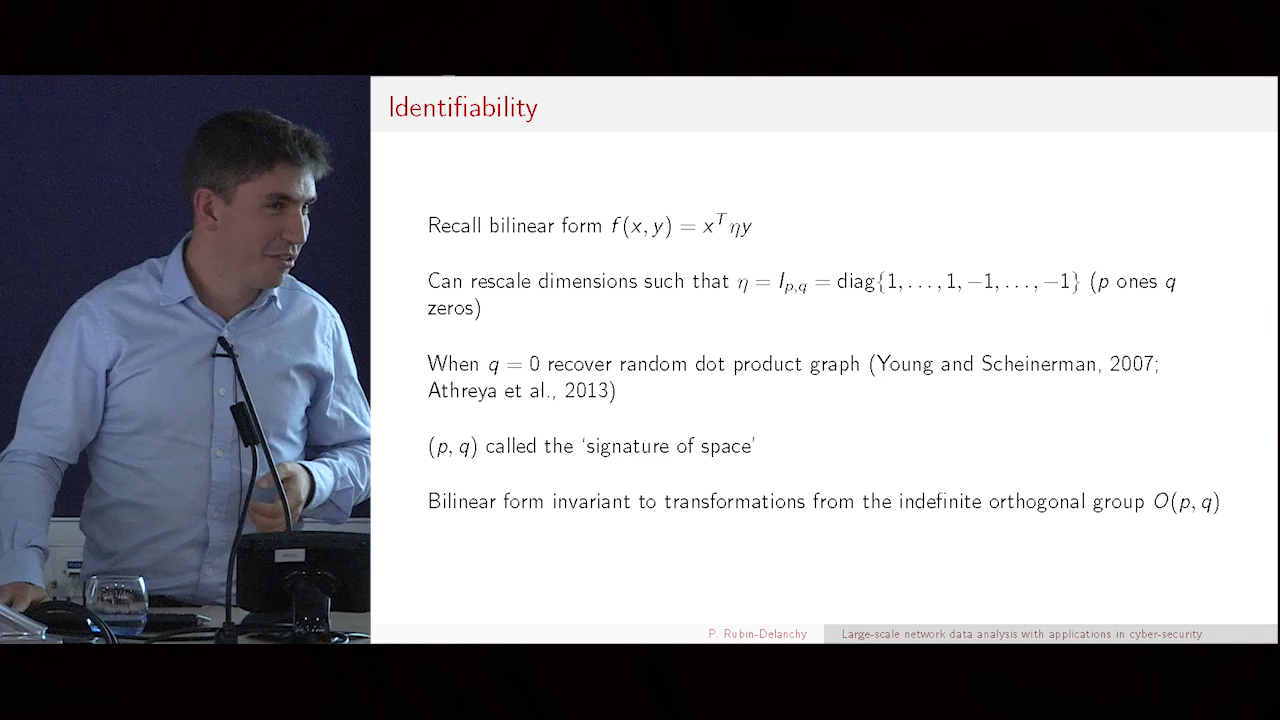 Identifiability
Recall bilinear form f(x, y) = xᵀηy
Can rescale dimensions such that η = I_{p,q} = diag{1, . . . , 1, −1, . . . , −1} (p ones q
zeros)
When q = 0 recover random dot product graph (Young and Scheinerman, 2007;
Athreya et al., 2013)
(p, q) called the ‘signature of space’
Bilinear form invariant to transformations from the indefinite orthogonal group O(p, q)
P. Rubin-Delanchy
Large-scale network data analysis with applications in cyber-security